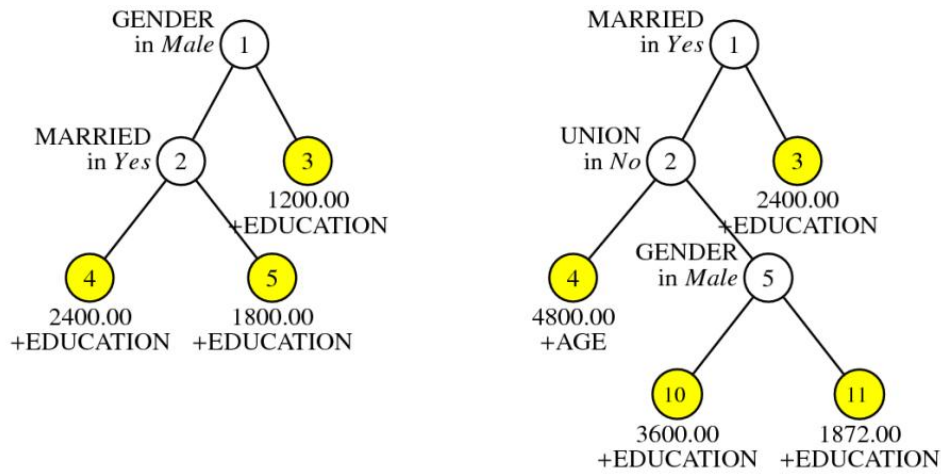 GENDER
in Male
1
MARRIED
in Yes
2
3
1200.00
+EDUCATION
4
5
2400.00
+EDUCATION
1800.00
+EDUCATION
MARRIED
in Yes
1
UNION
in No
2
3
2400.00
+EDUCATION
GENDER
in Male
4
5
4800.00
+AGE
10
11
3600.00
+EDUCATION
1872.00
+EDUCATION